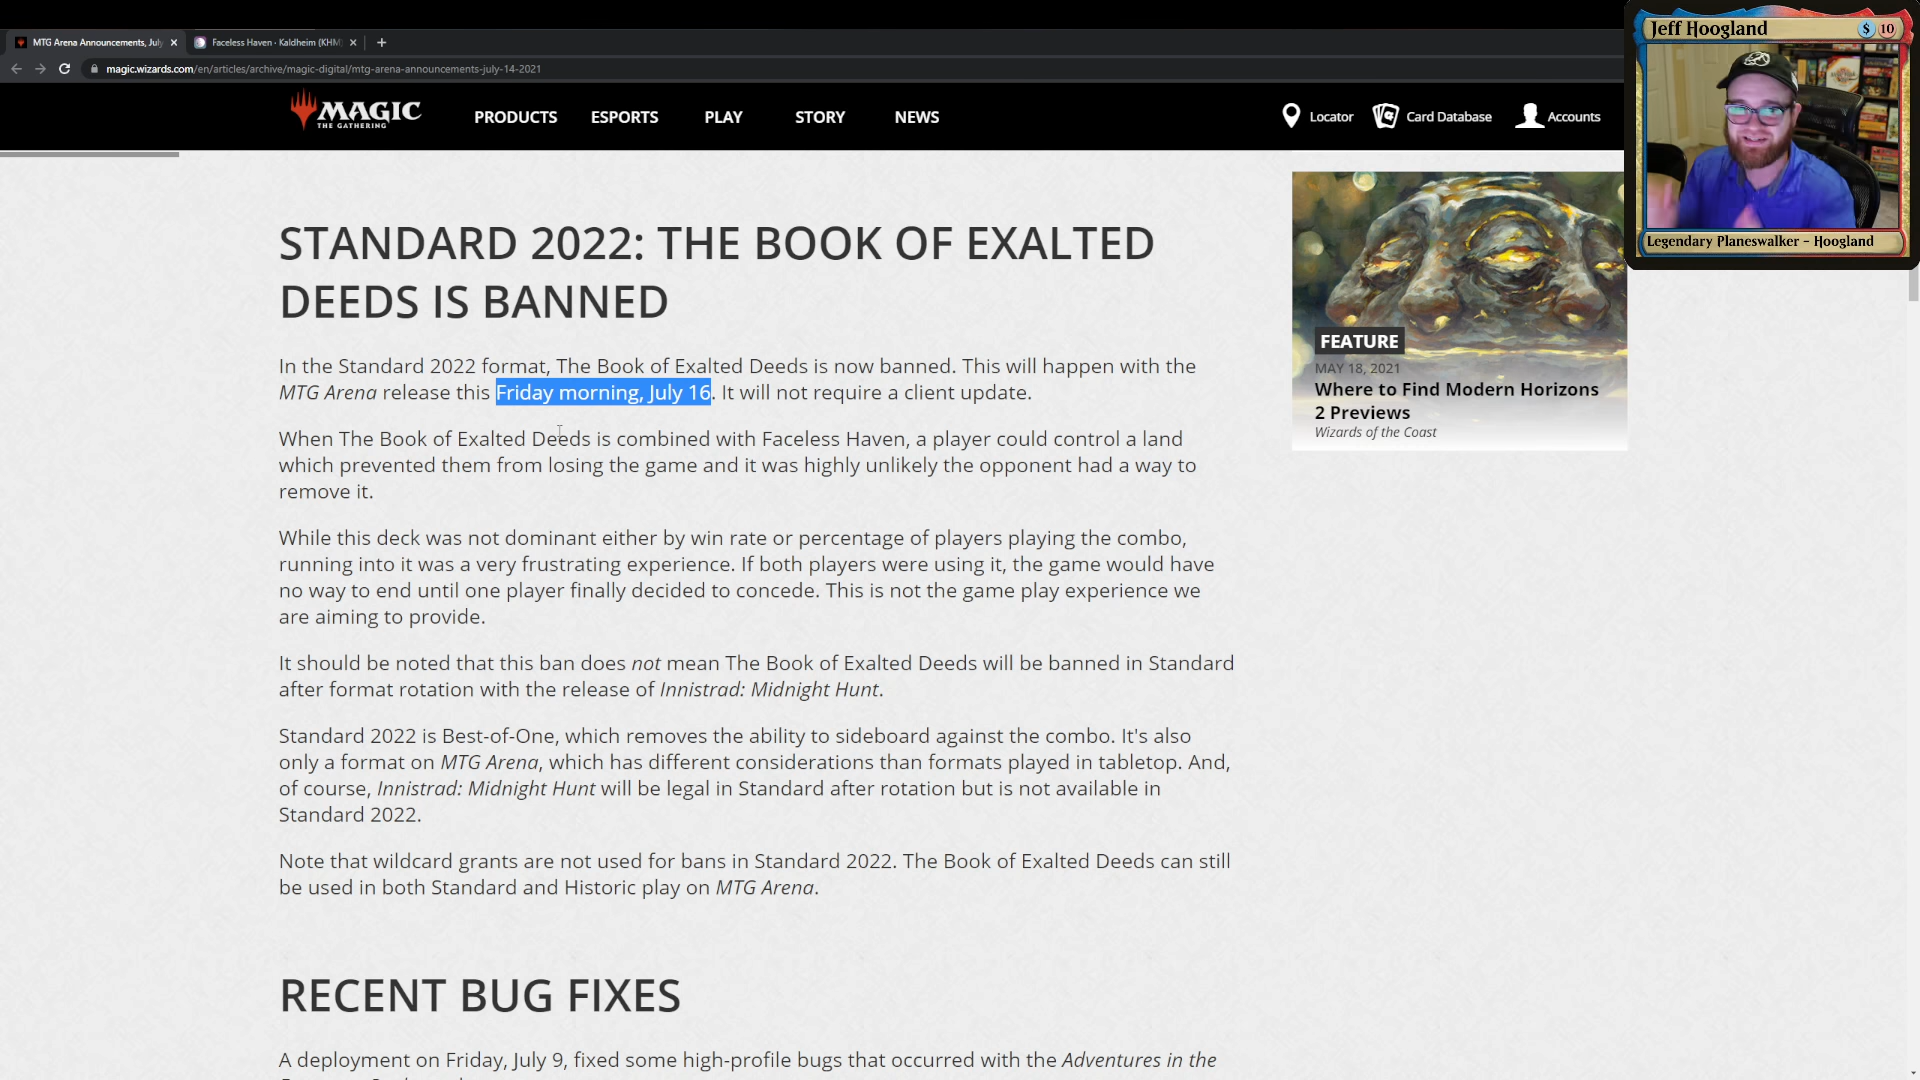 MTG Arena Announcements, July
Faceless Haven · Kaldheim (KHM)
magic.wizards.com/en/articles/archive/magic-digital/mtg-arena-announcements-july-14-2021
MAGIC
THE GATHERING
PRODUCTS
ESPORTS
PLAY
STORY
NEWS
Locator
Card Database
Accounts
Jeff Hoogland
$ 10
Legendary Planeswalker - Hoogland
STANDARD 2022: THE BOOK OF EXALTED
DEEDS IS BANNED
In the Standard 2022 format, The Book of Exalted Deeds is now banned. This will happen with the
MTG Arena release this Friday morning, July 16. It will not require a client update.
When The Book of Exalted Deeds is combined with Faceless Haven, a player could control a land
which prevented them from losing the game and it was highly unlikely the opponent had a way to
remove it.
While this deck was not dominant either by win rate or percentage of players playing the combo,
running into it was a very frustrating experience. If both players were using it, the game would have
no way to end until one player finally decided to concede. This is not the game play experience we
are aiming to provide.
It should be noted that this ban does not mean The Book of Exalted Deeds will be banned in Standard
after format rotation with the release of Innistrad: Midnight Hunt.
Standard 2022 is Best-of-One, which removes the ability to sideboard against the combo. It's also
only a format on MTG Arena, which has different considerations than formats played in tabletop. And,
of course, Innistrad: Midnight Hunt will be legal in Standard after rotation but is not available in
Standard 2022.
Note that wildcard grants are not used for bans in Standard 2022. The Book of Exalted Deeds can still
be used in both Standard and Historic play on MTG Arena.
RECENT BUG FIXES
A deployment on Friday, July 9, fixed some high-profile bugs that occurred with the Adventures in the
FEATURE
MAY 18, 2021
Where to Find Modern Horizons
2 Previews
Wizards of the Coast